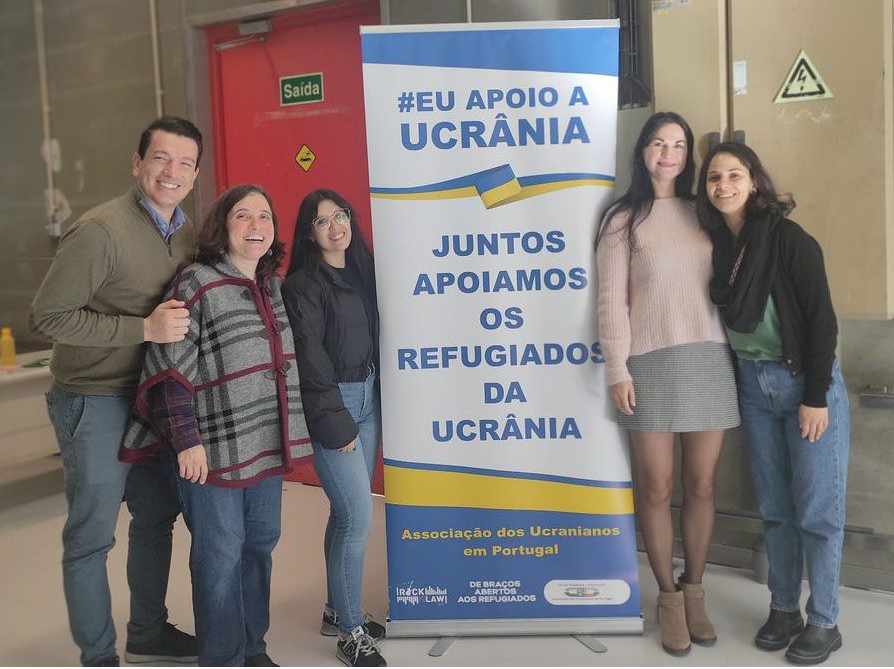 Saída
#EU APOIO A
UCRÂNIA
JUNTOS
APOIAMOS
OS
REFUGIADOS
DA
UCRÂNIA
Associação dos Ucranianos
em Portugal
ROCK
LAW!
DE BRAÇOS
ABERTOS
AOS REFUGIADOS